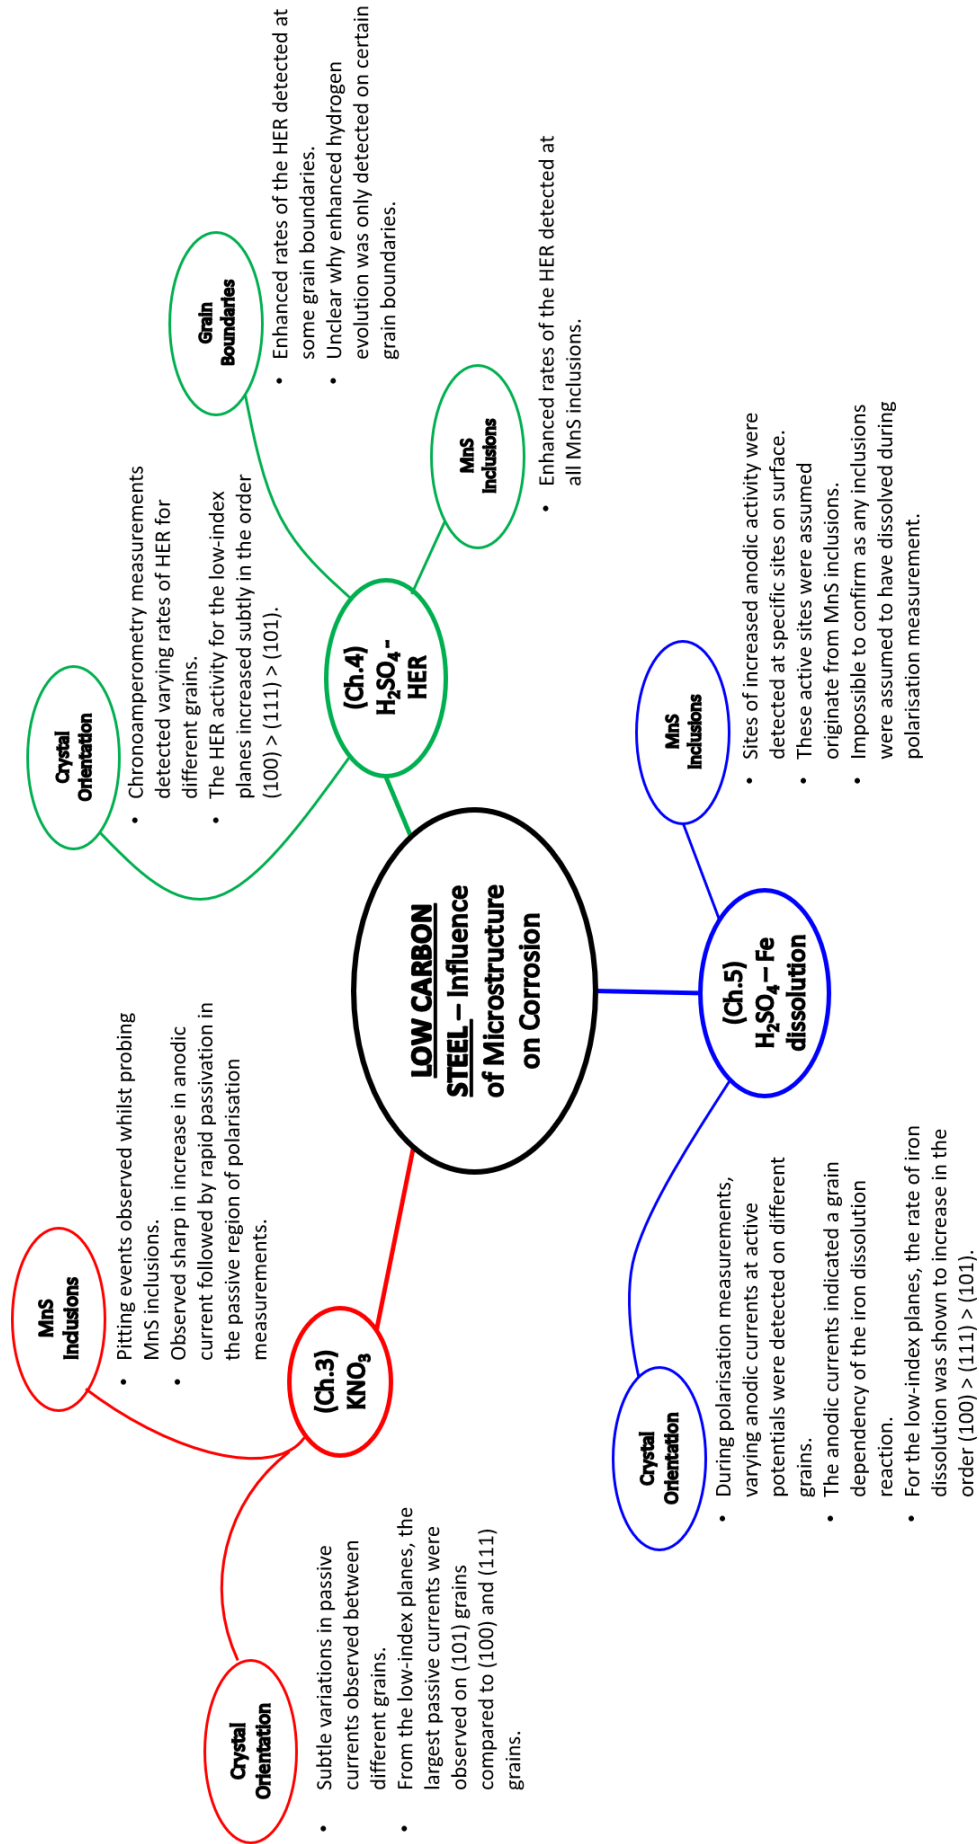 LOW CARBON
STEEL – Influence
of Microstructure
on Corrosion
(Ch.3)
KNO₃
Crystal
Orientation
• Subtle variations in passive
currents observed between
different grains.
• From the low-index planes, the
largest passive currents were
observed on (101) grains
compared to (100) and (111)
grains.
MnS
Inclusions
• Pitting events observed whilst probing
MnS inclusions.
• Observed sharp in increase in anodic
current followed by rapid passivation in
the passive region of polarisation
measurements.
(Ch.4)
H₂SO₄ -
HER
Crystal
Orientation
• Chronoamperometry measurements
detected varying rates of HER for
different grains.
• The HER activity for the low-index
planes increased subtly in the order
(100) > (111) > (101).
Grain
Boundaries
• Enhanced rates of the HER detected at
some grain boundaries.
• Unclear why enhanced hydrogen
evolution was only detected on certain
grain boundaries.
MnS
Inclusions
• Enhanced rates of the HER detected at
all MnS inclusions.
(Ch.5)
H₂SO₄ – Fe
dissolution
Crystal
Orientation
• During polarisation measurements,
varying anodic currents at active
potentials were detected on different
grains.
• The anodic currents indicated a grain
dependency of the iron dissolution
reaction.
• For the low-index planes, the rate of iron
dissolution was shown to increase in the
order (100) > (111) > (101).
MnS
Inclusions
• Sites of increased anodic activity were
detected at specific sites on surface.
• These active sites were assumed
originate from MnS inclusions.
• Impossible to confirm as any inclusions
were assumed to have dissolved during
polarisation measurement.